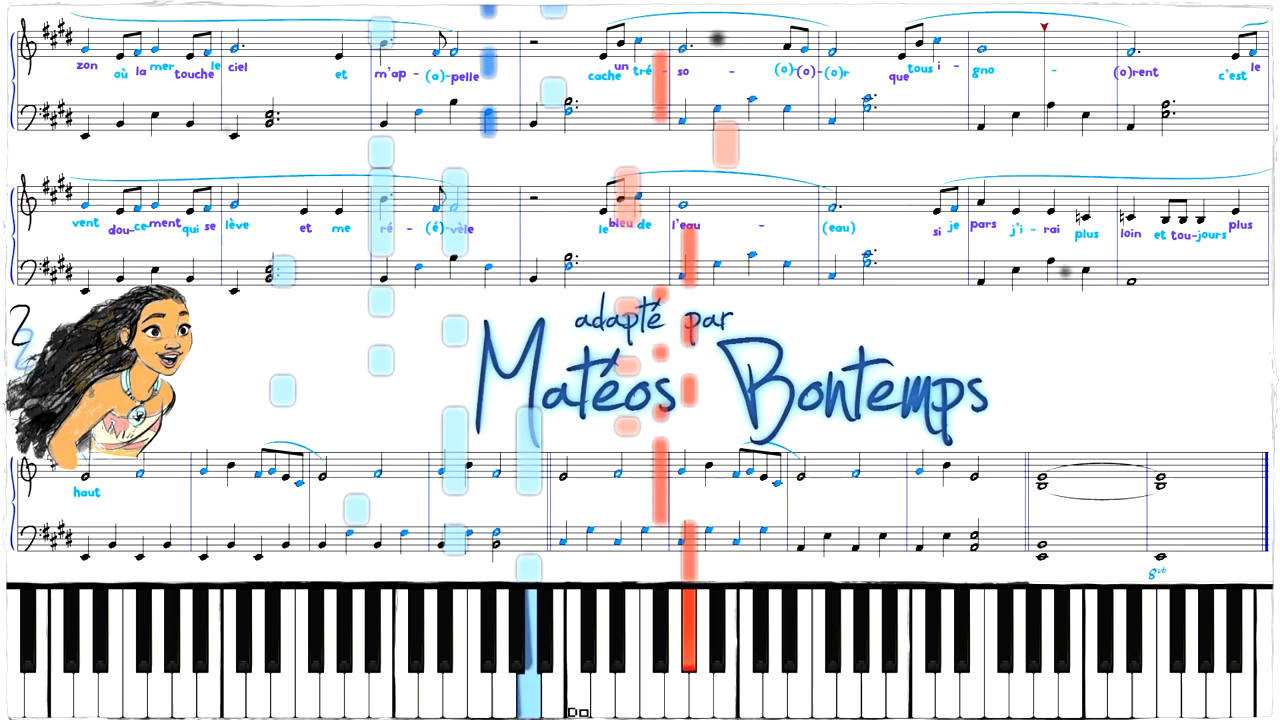 zon où la mer touche le ciel et m'ap - (a)-pelle cache un tré - so - (o)-(o)-(o)r que tous i - gno - (o)rent c'est le
vent dou-ce-ment qui se lève et me ré - (é)-vèle le bleu de l'eau - (eau) si je pars j'i - rai plus loin et tou-jours plus
2
adapté par
Matéos Bontemps
haut
8vb
DO